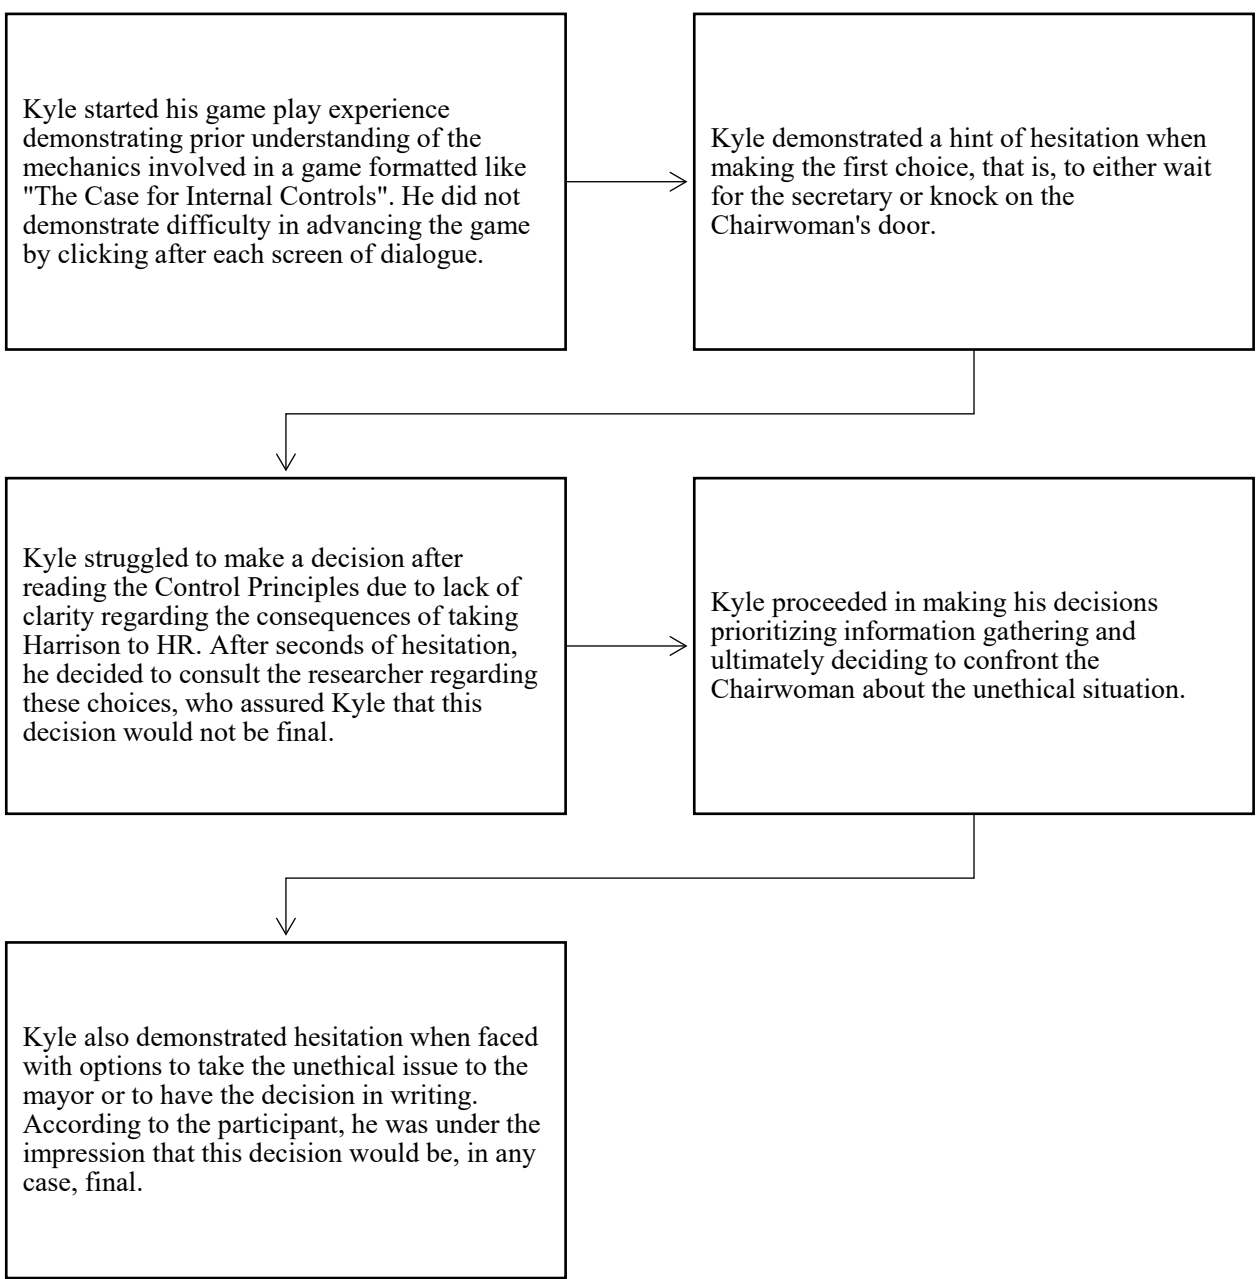 Kyle started his game play experience
demonstrating prior understanding of the
mechanics involved in a game formatted like
"The Case for Internal Controls". He did not
demonstrate difficulty in advancing the game
by clicking after each screen of dialogue.
Kyle demonstrated a hint of hesitation when
making the first choice, that is, to either wait
for the secretary or knock on the
Chairwoman's door.
Kyle struggled to make a decision after
reading the Control Principles due to lack of
clarity regarding the consequences of taking
Harrison to HR. After seconds of hesitation,
he decided to consult the researcher regarding
these choices, who assured Kyle that this
decision would not be final.
Kyle proceeded in making his decisions
prioritizing information gathering and
ultimately deciding to confront the
Chairwoman about the unethical situation.
Kyle also demonstrated hesitation when faced
with options to take the unethical issue to the
mayor or to have the decision in writing.
According to the participant, he was under the
impression that this decision would be, in any
case, final.